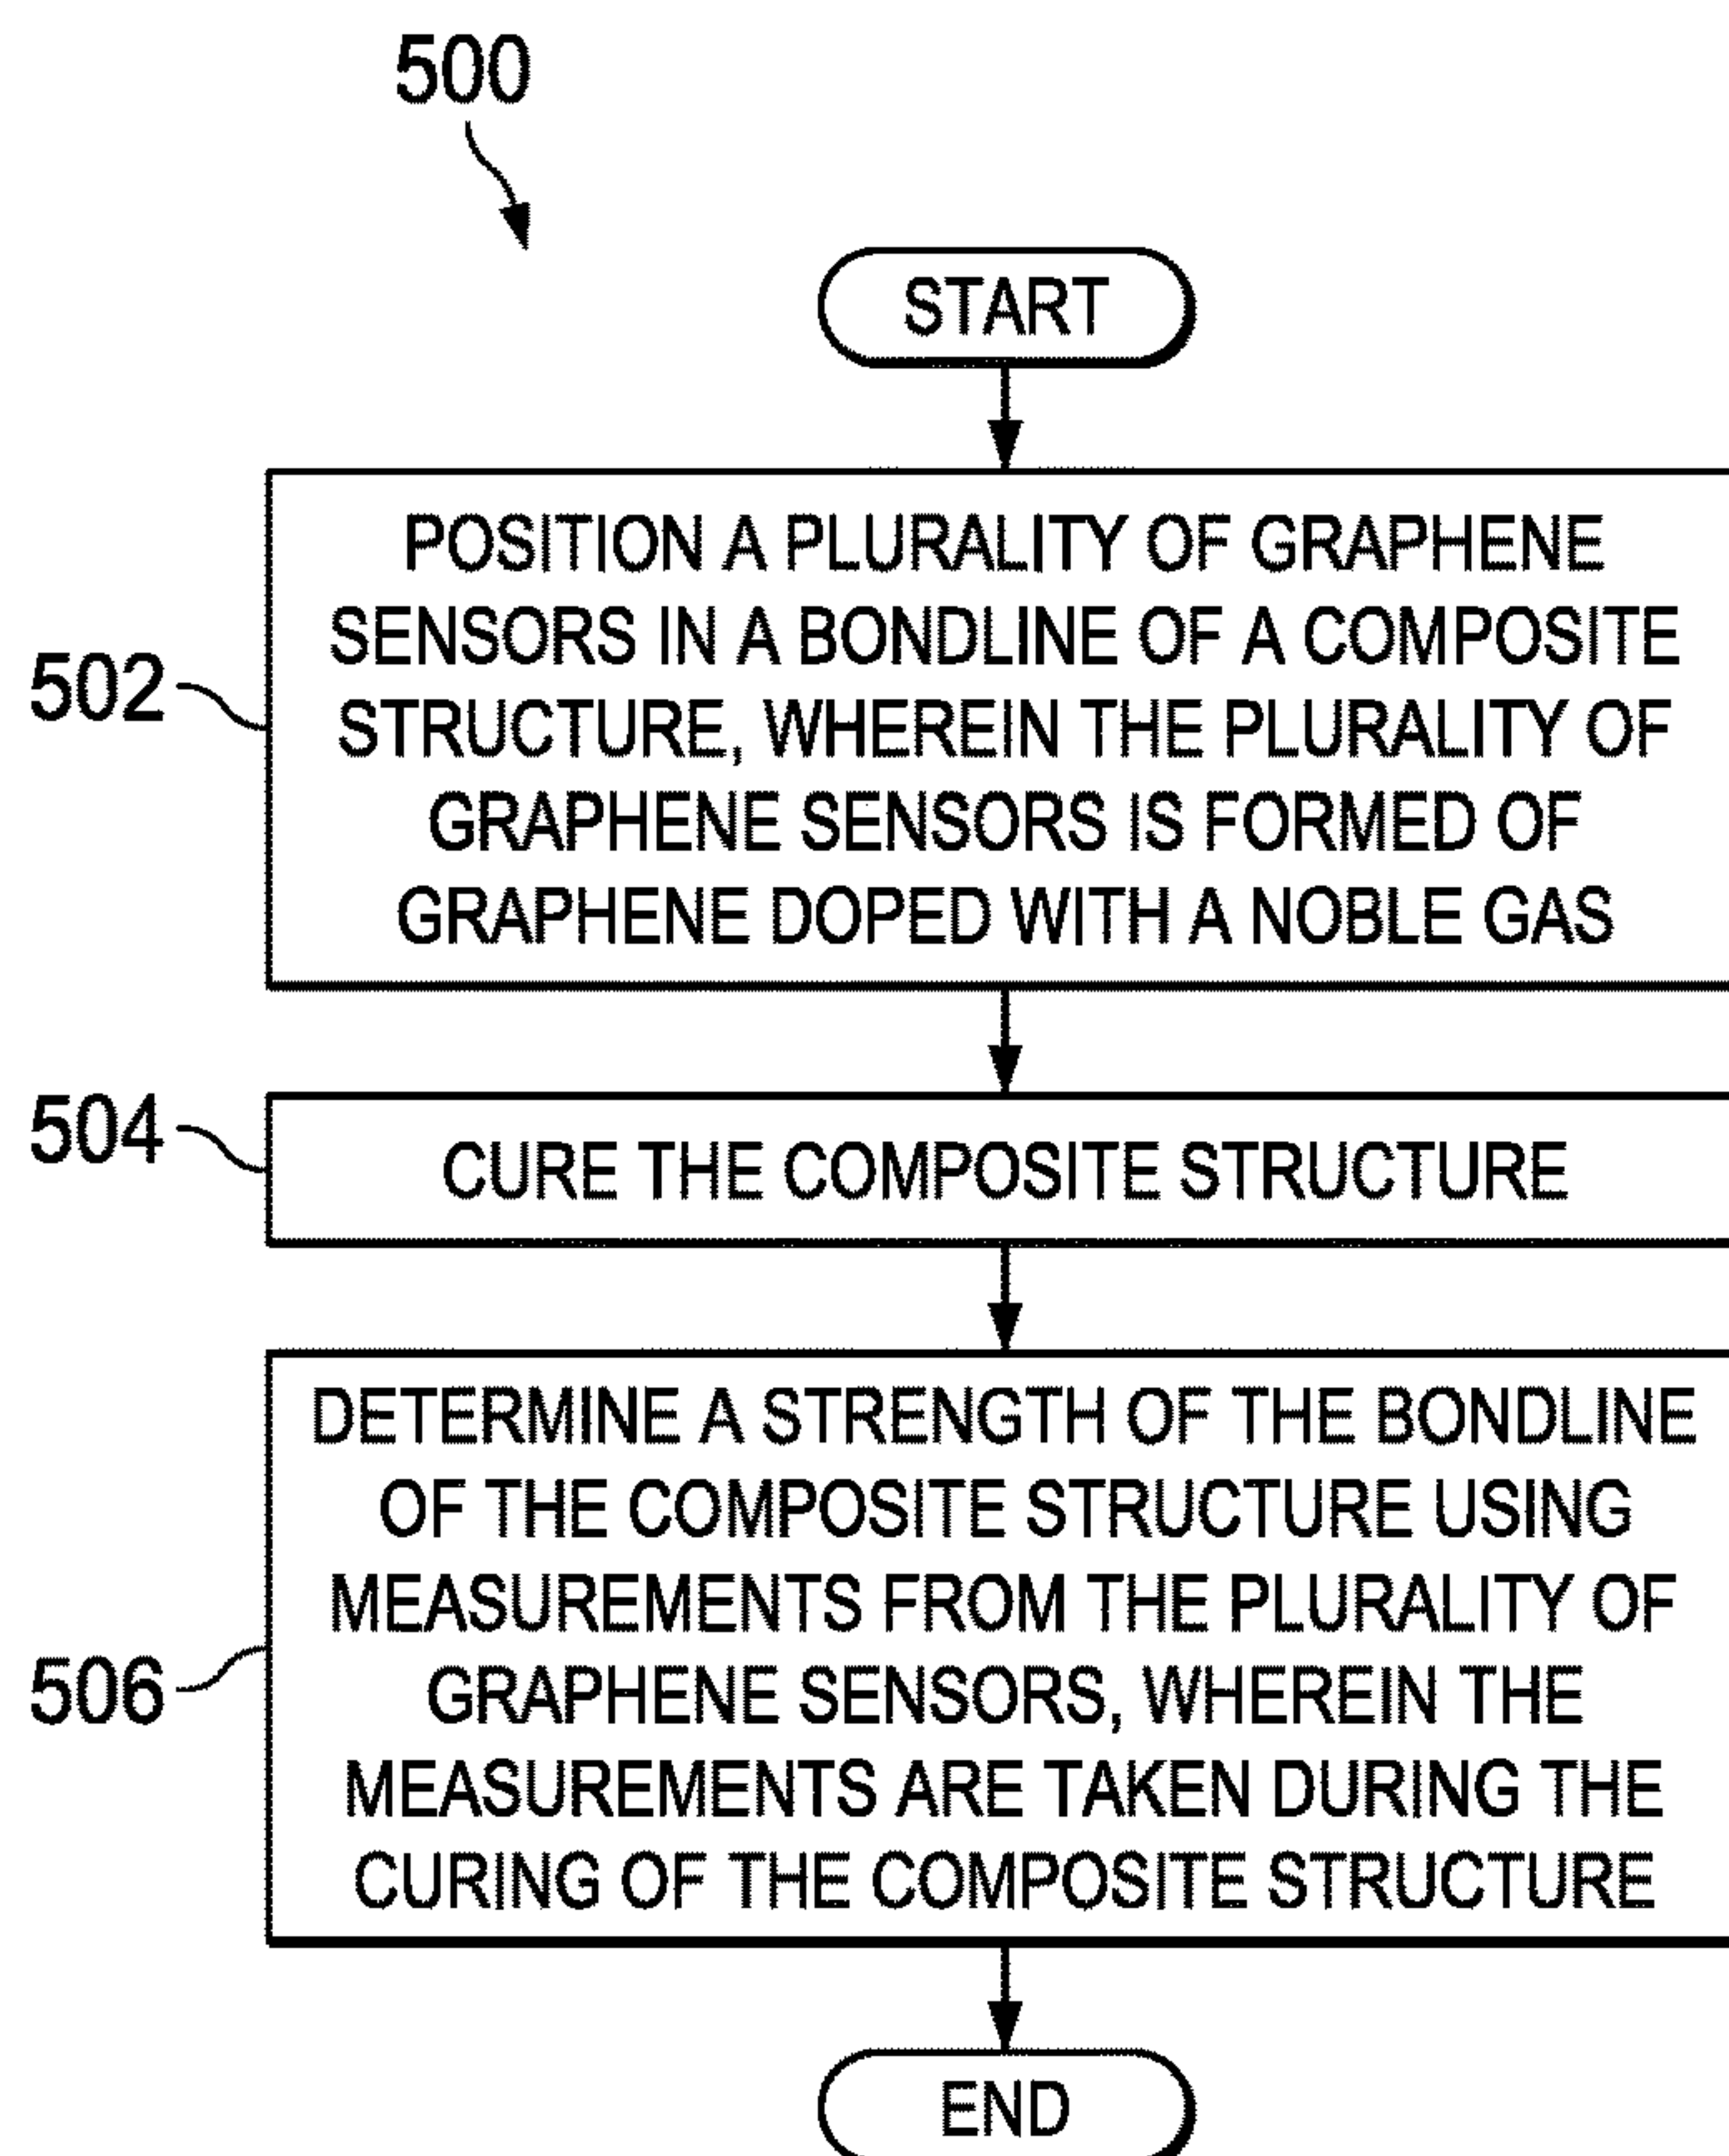 500
START
502
POSITION A PLURALITY OF GRAPHENE
SENSORS IN A BONDLINE OF A COMPOSITE
STRUCTURE, WHEREIN THE PLURALITY OF
GRAPHENE SENSORS IS FORMED OF
GRAPHENE DOPED WITH A NOBLE GAS
504
CURE THE COMPOSITE STRUCTURE
506
DETERMINE A STRENGTH OF THE BONDLINE
OF THE COMPOSITE STRUCTURE USING
MEASUREMENTS FROM THE PLURALITY OF
GRAPHENE SENSORS, WHEREIN THE
MEASUREMENTS ARE TAKEN DURING THE
CURING OF THE COMPOSITE STRUCTURE
END